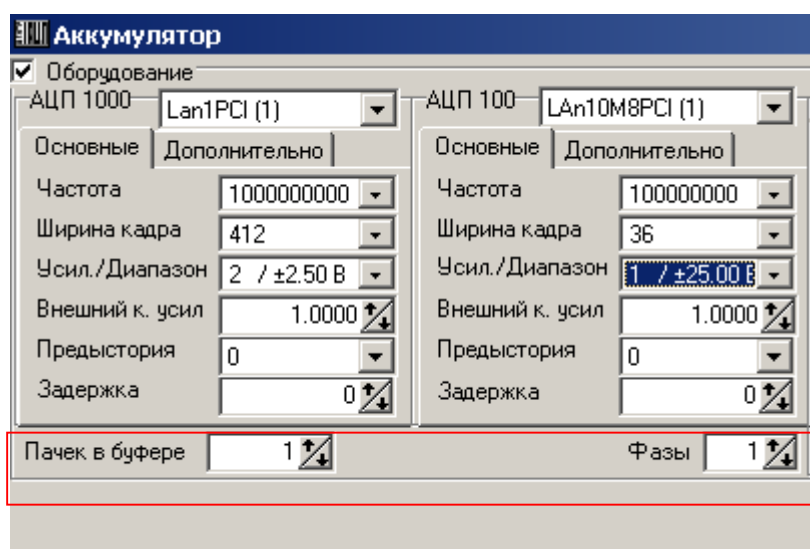 Аккумулятор
Оборудование
АЦП 1000 Lan1PCI (1) АЦП 100 LAn10M8PCI (1)
Основные Дополнительно Основные Дополнительно
Частота 1000000000 Частота 100000000
Ширина кадра 412 Ширина кадра 36
Усил./Диапазон 2 / ±2.50 В Усил./Диапазон 1 / ±25.00 В
Внешний к. усил 1.0000 Внешний к. усил 1.0000
Предыстория 0 Предыстория 0
Задержка 0 Задержка 0
Пачек в буфере 1 Фазы 1